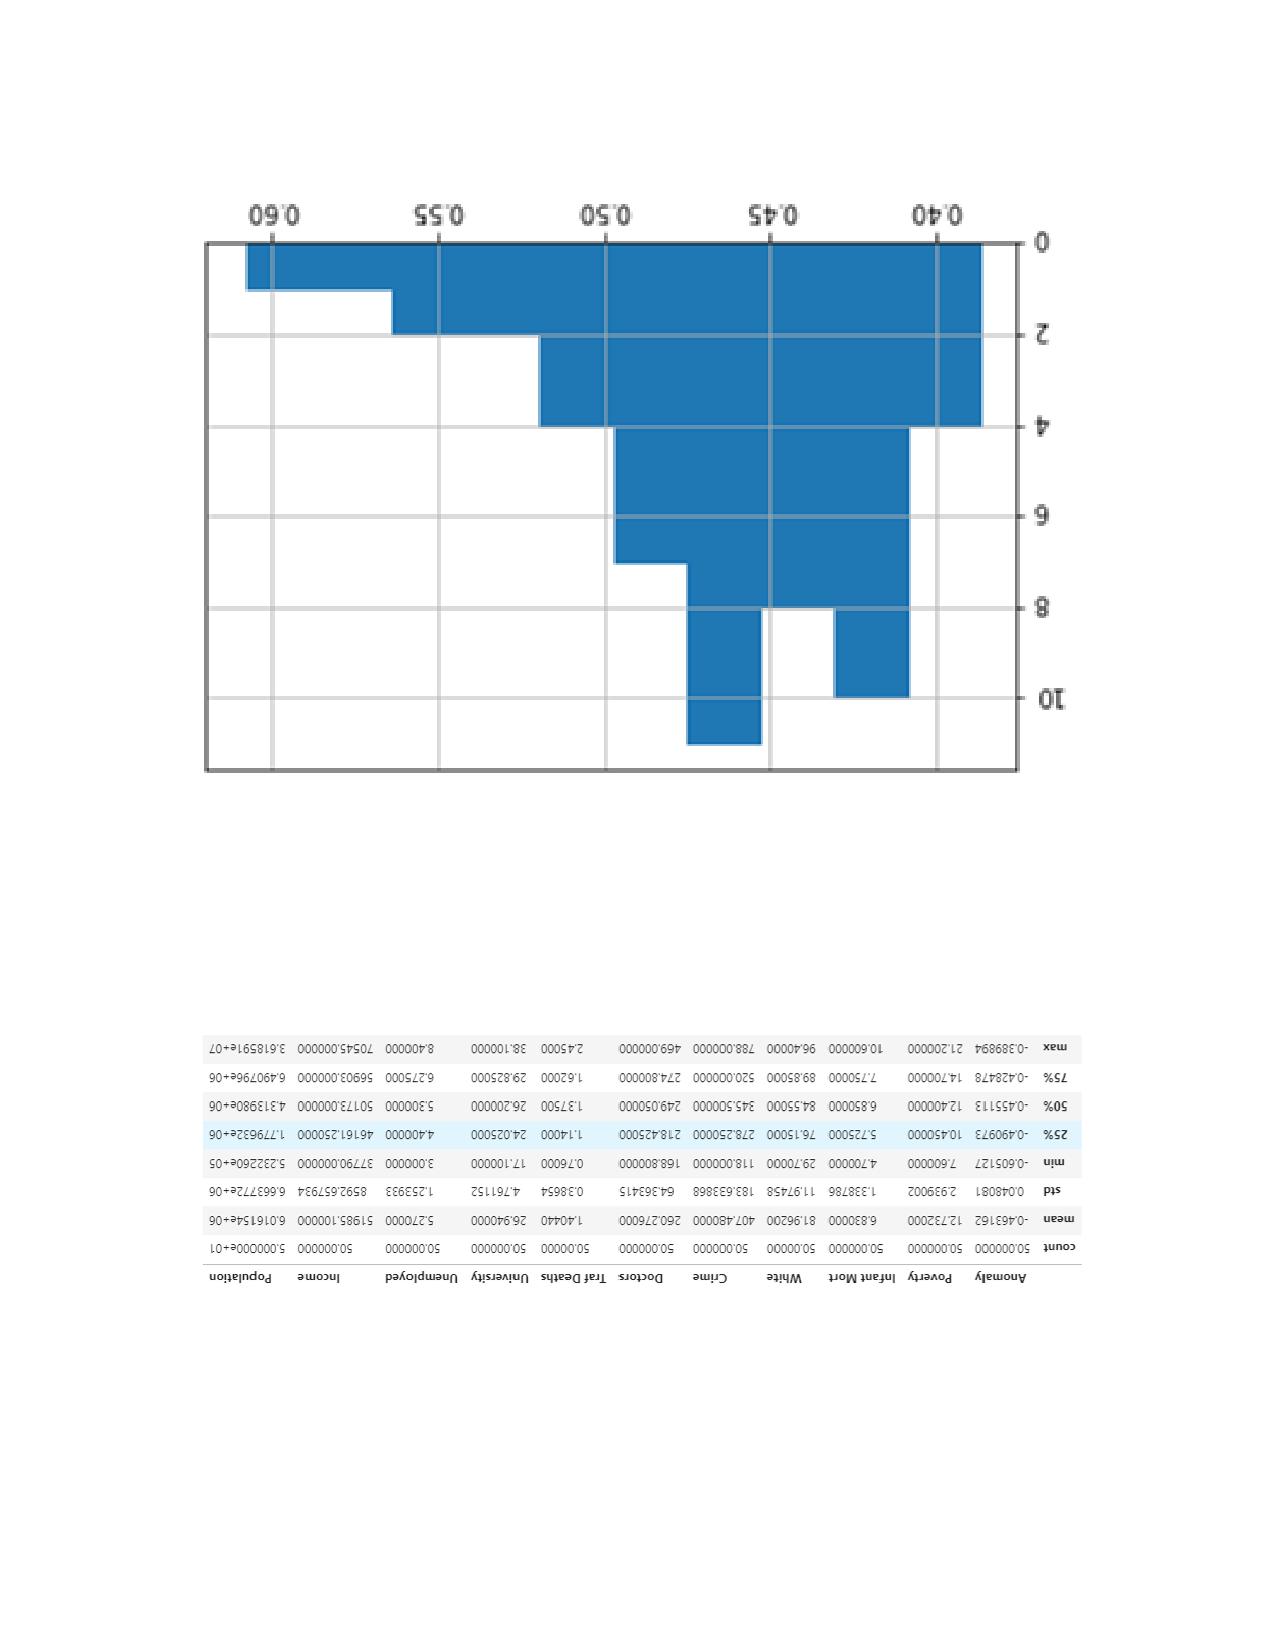 Anomaly Poverty Infant Mort White Crime Doctors Traf Deaths University Unemployed Income Population
count 50.000000 50.000000 50.000000 50.00000 50.000000 50.000000 50.00000 50.000000 50.000000 50.000000 5.000000e+01
mean -0.463162 12.732000 6.830000 81.96200 407.480000 260.276000 1.40440 26.940000 5.270000 51985.100000 6.016154e+06
std 0.048081 2.939002 1.338786 11.97458 183.633868 64.363415 0.38654 4.761152 1.253933 8592.657934 6.663772e+06
min -0.605127 7.600000 4.700000 29.70000 118.000000 168.800000 0.76000 17.100000 3.000000 37790.000000 5.232260e+05
25% -0.490973 10.450000 5.725000 76.15000 278.250000 218.425000 1.14000 24.025000 4.400000 46161.250000 1.779632e+06
50% -0.455113 12.400000 6.850000 84.55000 345.500000 249.050000 1.37500 26.200000 5.300000 50173.000000 4.313980e+06
75% -0.428478 14.700000 7.750000 89.85000 520.000000 274.800000 1.62000 29.825000 6.275000 56903.000000 6.490796e+06
max -0.389894 21.200000 10.600000 96.40000 788.000000 469.000000 2.45000 38.100000 8.400000 70545.000000 3.618591e+07
10
8
6
4
2
0
0.40 0.45 0.50 0.55 0.60